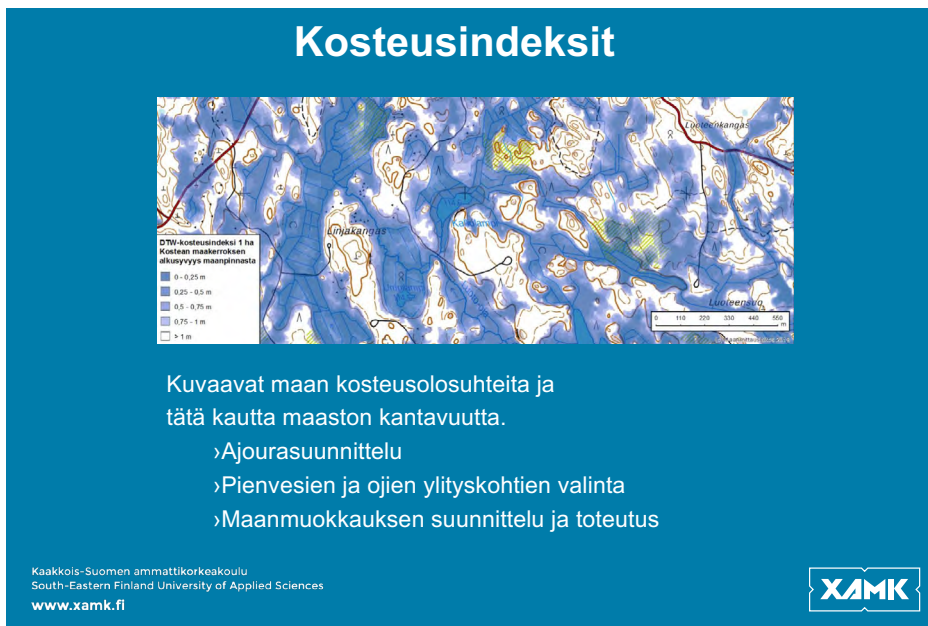 Kosteusindeksit
Luoteenkangas
Linjakangas
DTW-kosteusindeksi 1 ha
Kostean maakerroksen
alkusyvyys maanpinnasta
0 - 0,25 m
0,25 - 0,5 m
0,5 - 0,75 m
0,75 - 1 m
> 1 m
Luoteensuo
0 110 220 330 440 550
m
Kuvaavat maan kosteusolosuhteita ja
tätä kautta maaston kantavuutta.
›Ajourasuunnittelu
›Pienvesien ja ojien ylityskohtien valinta
›Maanmuokkauksen suunnittelu ja toteutus
Kaakkois-Suomen ammattikorkeakoulu
South-Eastern Finland University of Applied Sciences
www.xamk.fi
XAMK